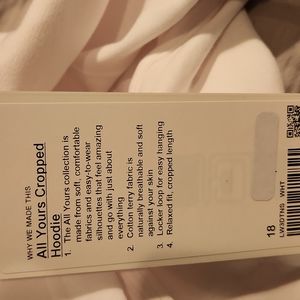 WHY WE MADE THIS
All Yours Cropped
Hoodie
1. The All Yours collection is
made from soft, comfortable
fabrics and easy-to-wear
silhouettes that feel amazing
and go with just about
everything
2. Cotton terry fabric is
naturally breathable and soft
against your skin
3. Locker loop for easy hanging
4. Relaxed fit, cropped length
18
LW3DTNS WHT